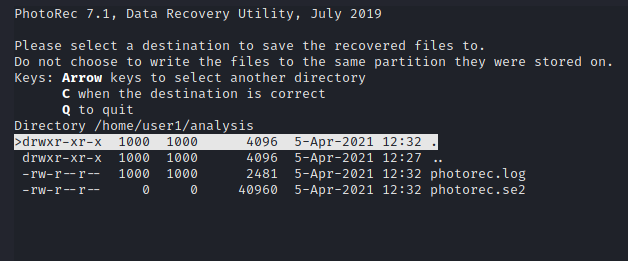 PhotoRec 7.1, Data Recovery Utility, July 2019
Please select a destination to save the recovered files to.
Do not choose to write the files to the same partition they were stored on.
Keys: Arrow keys to select another directory
C when the destination is correct
Q to quit
Directory /home/user1/analysis
>drwxr-xr-x  1000  1000      4096  5-Apr-2021 12:32 .
drwxr-xr-x  1000  1000      4096  5-Apr-2021 12:27 ..
-rw-r--r--  1000  1000      2481  5-Apr-2021 12:32 photorec.log
-rw-r--r--     0     0     40960  5-Apr-2021 12:32 photorec.se2